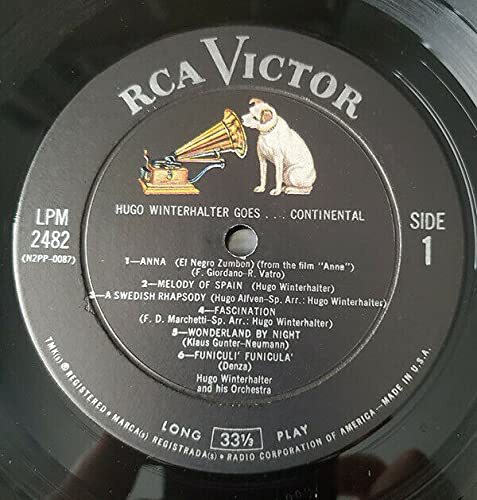 RCA VICTOR
HUGO WINTERHALTER GOES . . . CONTINENTAL
LPM
2482
(N2PP-0087)
SIDE
1
1—ANNA (El Negro Zumbon) (from the film "Anna")
(F. Giordano-R. Vatro)
2—MELODY OF SPAIN (Hugo Winterhalter)
3—A SWEDISH RHAPSODY (Hugo Alfven-Sp. Arr.: Hugo Winterhalter)
4—FASCINATION
(F. D. Marchetti-Sp. Arr.: Hugo Winterhalter)
5—WONDERLAND BY NIGHT
(Klaus Gunter-Neumann)
6—FUNICULI' FUNICULA'
(Denza)
Hugo Winterhalter
and his Orchestra
LONG 33⅓ PLAY
TMK(s) ® REGISTERED • MARCA(s) REGISTRADA(s) • RADIO CORPORATION OF AMERICA—MADE IN U.S.A.